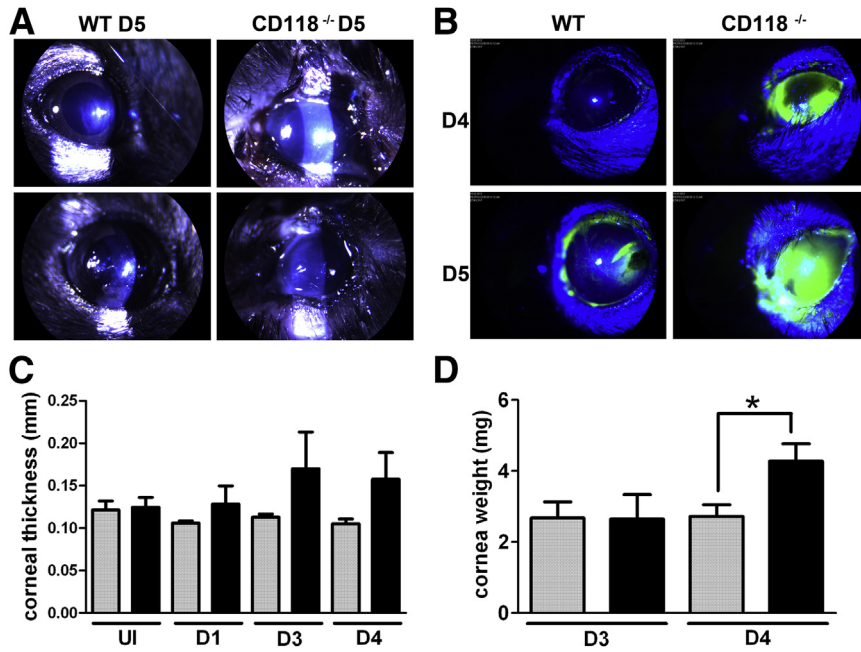 A
WT D5
CD118 -/- D5
B
WT
CD118 -/-
D4
D5
C
corneal thickness (mm)
0.25
0.20
0.15
0.10
0.05
0.00
UI
D1
D3
D4
D
cornea weight (mg)
6
4
2
0
*
D3
D4